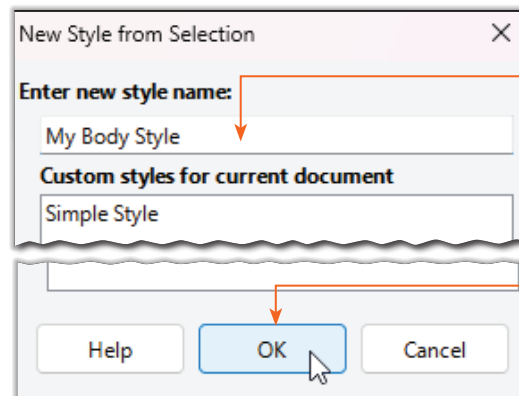 New Style from Selection
Enter new style name:
My Body Style
Custom styles for current document
Simple Style
Help OK Cancel